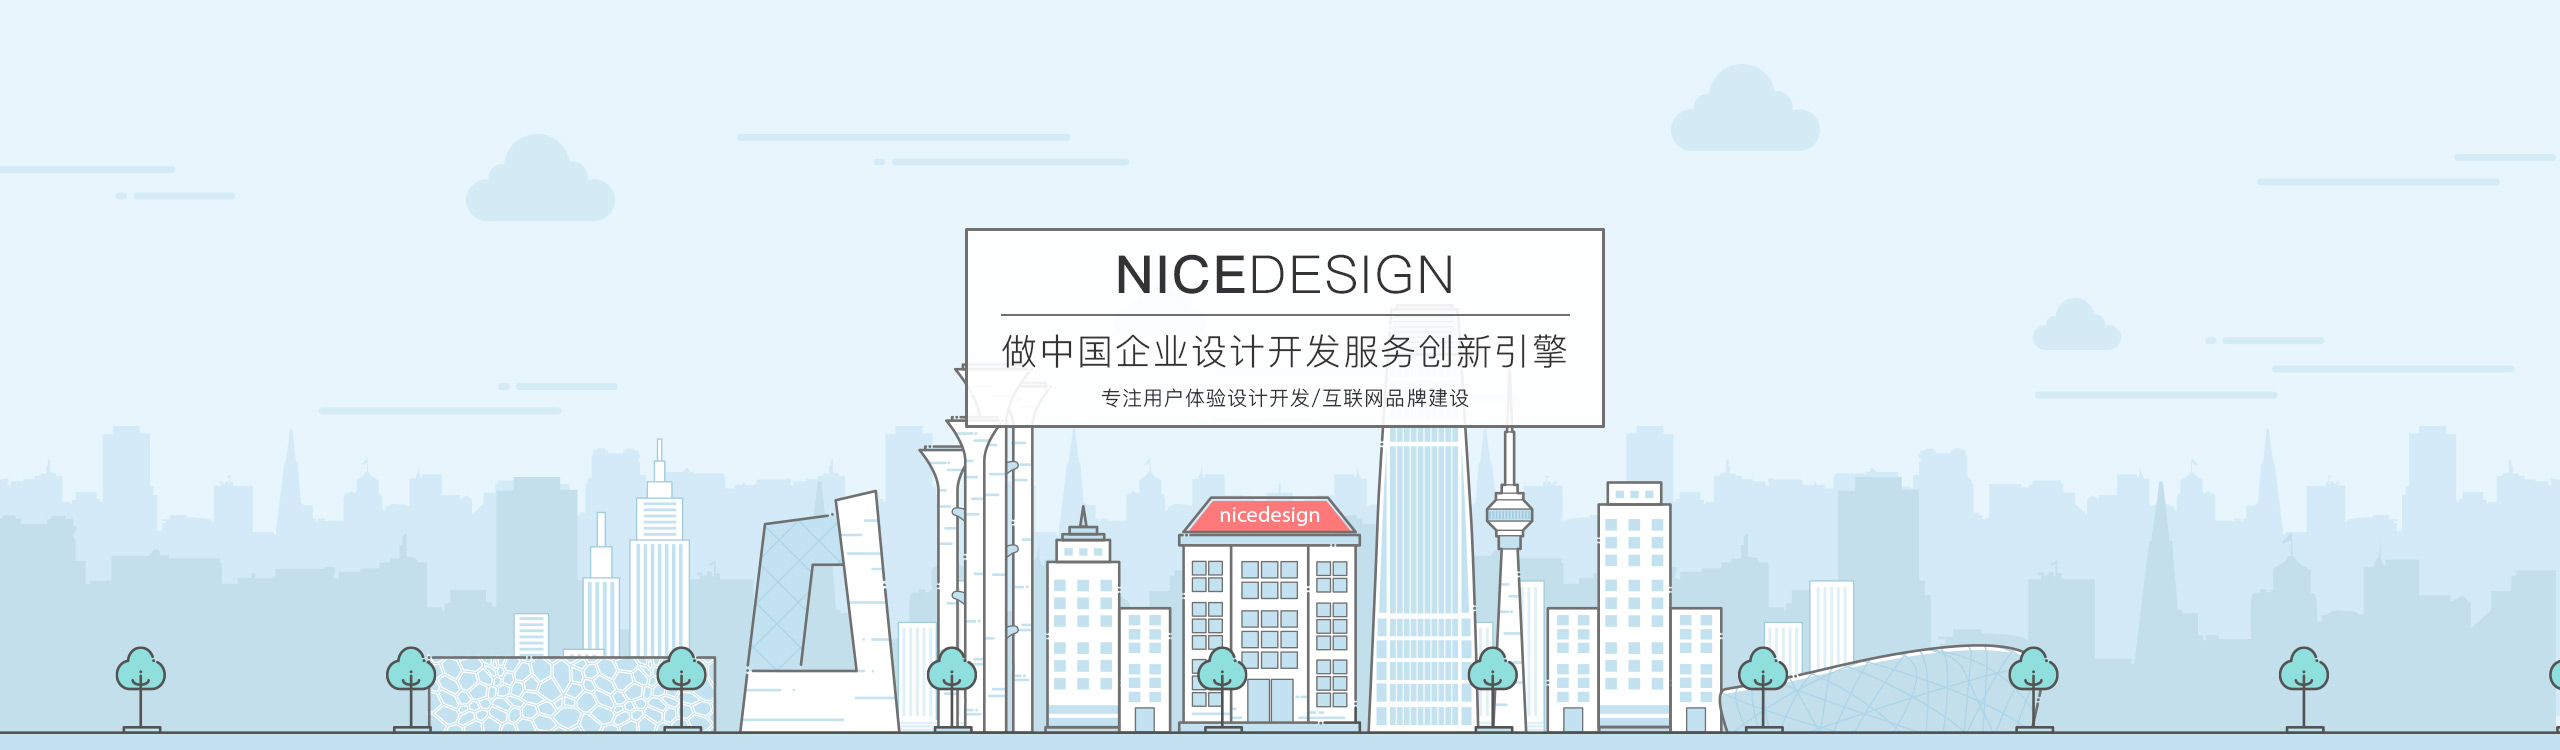 NICEDESIGN
做中国企业设计开发服务创新引擎
专注用户体验设计开发/互联网品牌建设
nicedesign